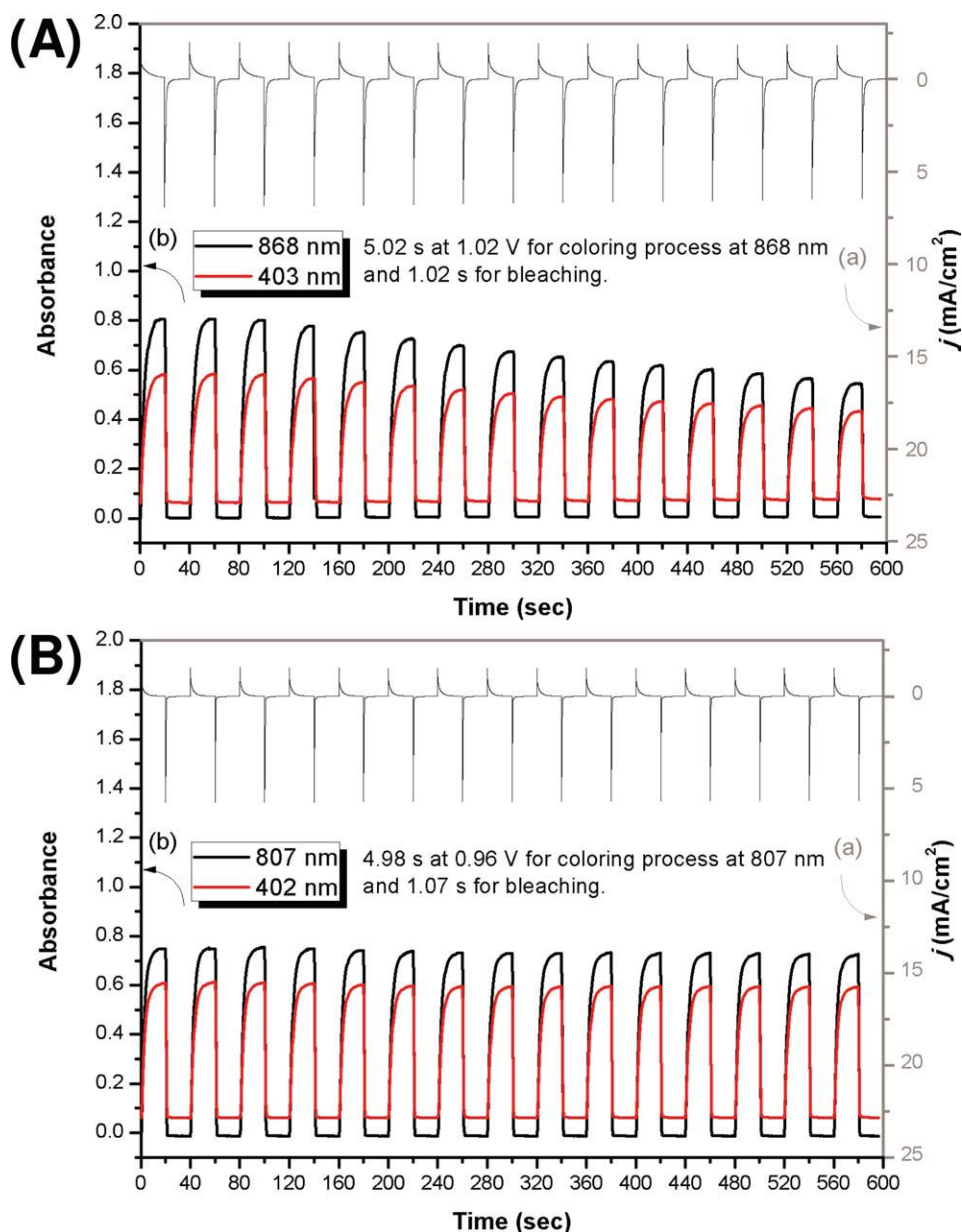 (A)
2.0
1.8
1.6
1.4
1.2
1.0
0.8
0.6
0.4
0.2
0.0
Absorbance
(b)
868 nm
403 nm
5.02 s at 1.02 V for coloring process at 868 nm
and 1.02 s for bleaching.
(a)
0
5
10
15
20
25
j (mA/cm²)
0 40 80 120 160 200 240 280 320 360 400 440 480 520 560 600
Time (sec)
(B)
2.0
1.8
1.6
1.4
1.2
1.0
0.8
0.6
0.4
0.2
0.0
Absorbance
(b)
807 nm
402 nm
4.98 s at 0.96 V for coloring process at 807 nm
and 1.07 s for bleaching.
(a)
0
5
10
15
20
25
j (mA/cm²)
0 40 80 120 160 200 240 280 320 360 400 440 480 520 560 600
Time (sec)